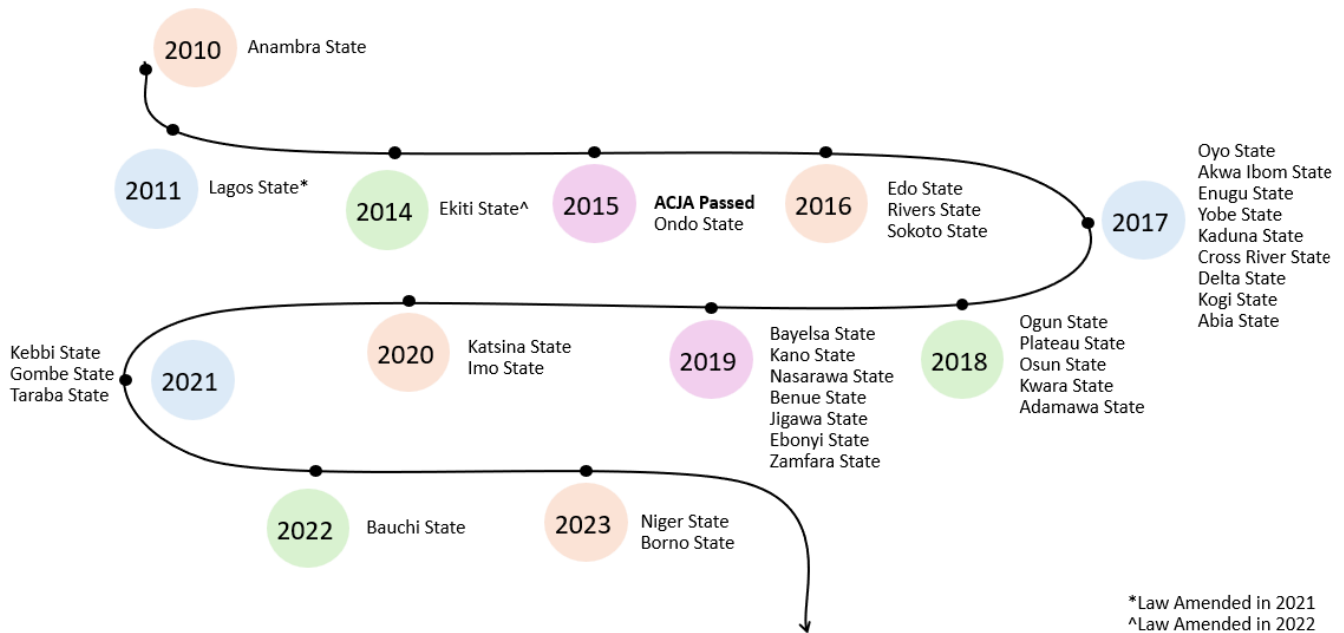 2010
Anambra State
2011
Lagos State*
2014
Ekiti State^
2015
ACJA Passed
Ondo State
2016
Edo State
Rivers State
Sokoto State
2017
Oyo State
Akwa Ibom State
Enugu State
Yobe State
Kaduna State
Cross River State
Delta State
Kogi State
Abia State
2018
Ogun State
Plateau State
Osun State
Kwara State
Adamawa State
2019
Bayelsa State
Kano State
Nasarawa State
Benue State
Jigawa State
Ebonyi State
Zamfara State
2020
Katsina State
Imo State
2021
Kebbi State
Gombe State
Taraba State
2022
Bauchi State
2023
Niger State
Borno State
*Law Amended in 2021
^Law Amended in 2022